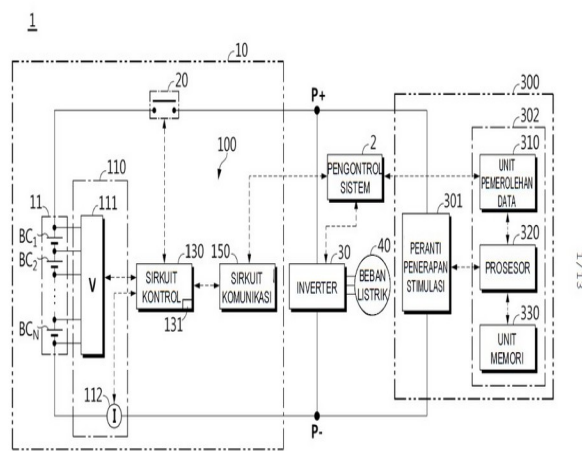 1
10
20
P+
300
302
2
PENGONTROL
SISTEM
310
UNIT
PEMEROLEHAN
DATA
100
110
11
111
301
BC1
BC2
BCN
V
130
SIRKUIT
KONTROL
131
150
SIRKUIT
KOMUNIKASI
30
INVERTER
40
BEBAN
LISTRIK
PERANTI
PENERAPAN
STIMULASI
320
PROSESOR
330
UNIT
MEMORI
112
I
P-
1/13